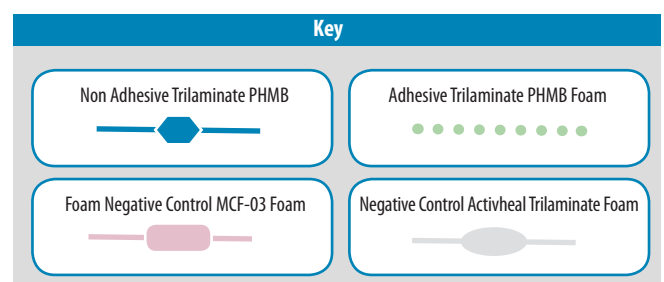 Key
Non Adhesive Trilaminate PHMB
Adhesive Trilaminate PHMB Foam
Foam Negative Control MCF-03 Foam
Negative Control Activheal Trilaminate Foam